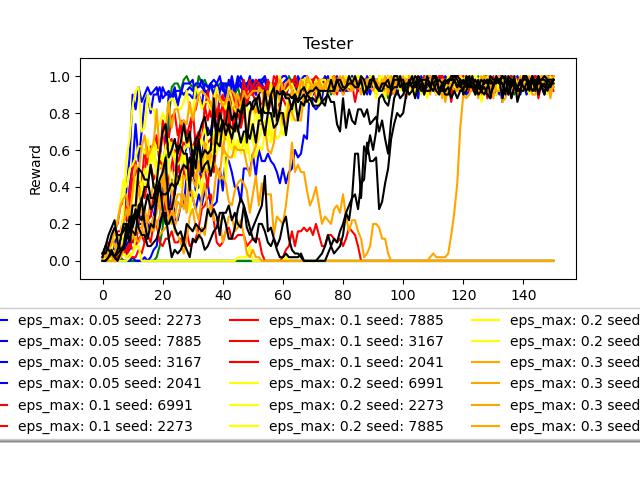 Tester
Reward
1.0
0.8
0.6
0.4
0.2
0.0
0 20 40 60 80 100 120 140
eps_max: 0.05 seed: 2273 eps_max: 0.1 seed: 7885 eps_max: 0.2 seed
eps_max: 0.05 seed: 7885 eps_max: 0.1 seed: 3167 eps_max: 0.2 seed
eps_max: 0.05 seed: 3167 eps_max: 0.1 seed: 2041 eps_max: 0.3 seed
eps_max: 0.05 seed: 2041 eps_max: 0.2 seed: 6991 eps_max: 0.3 seed
eps_max: 0.1 seed: 6991 eps_max: 0.2 seed: 2273 eps_max: 0.3 seed
eps_max: 0.1 seed: 2273 eps_max: 0.2 seed: 7885 eps_max: 0.3 seed